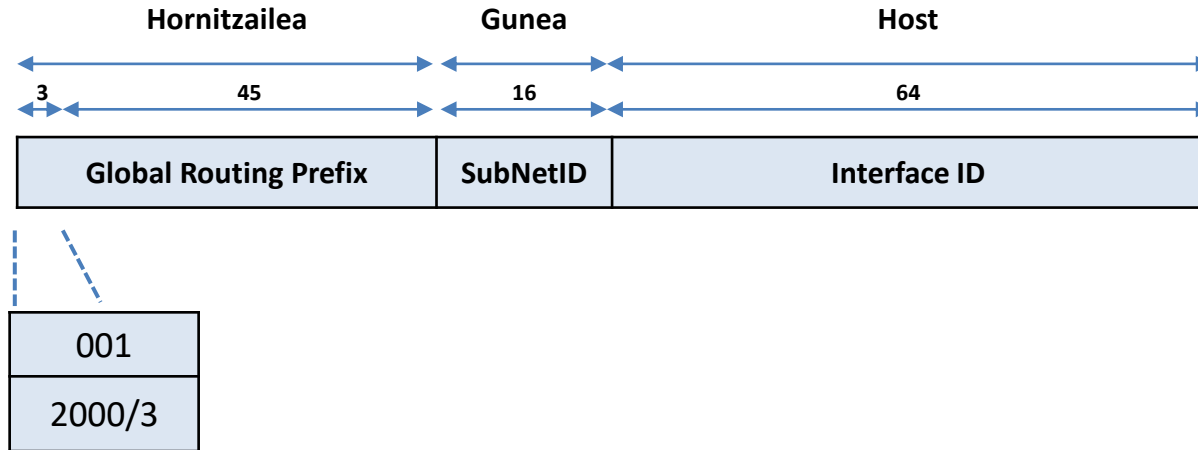 Hornitzailea Gunea Host
3 45 16 64
Global Routing Prefix SubNetID Interface ID
001
2000/3